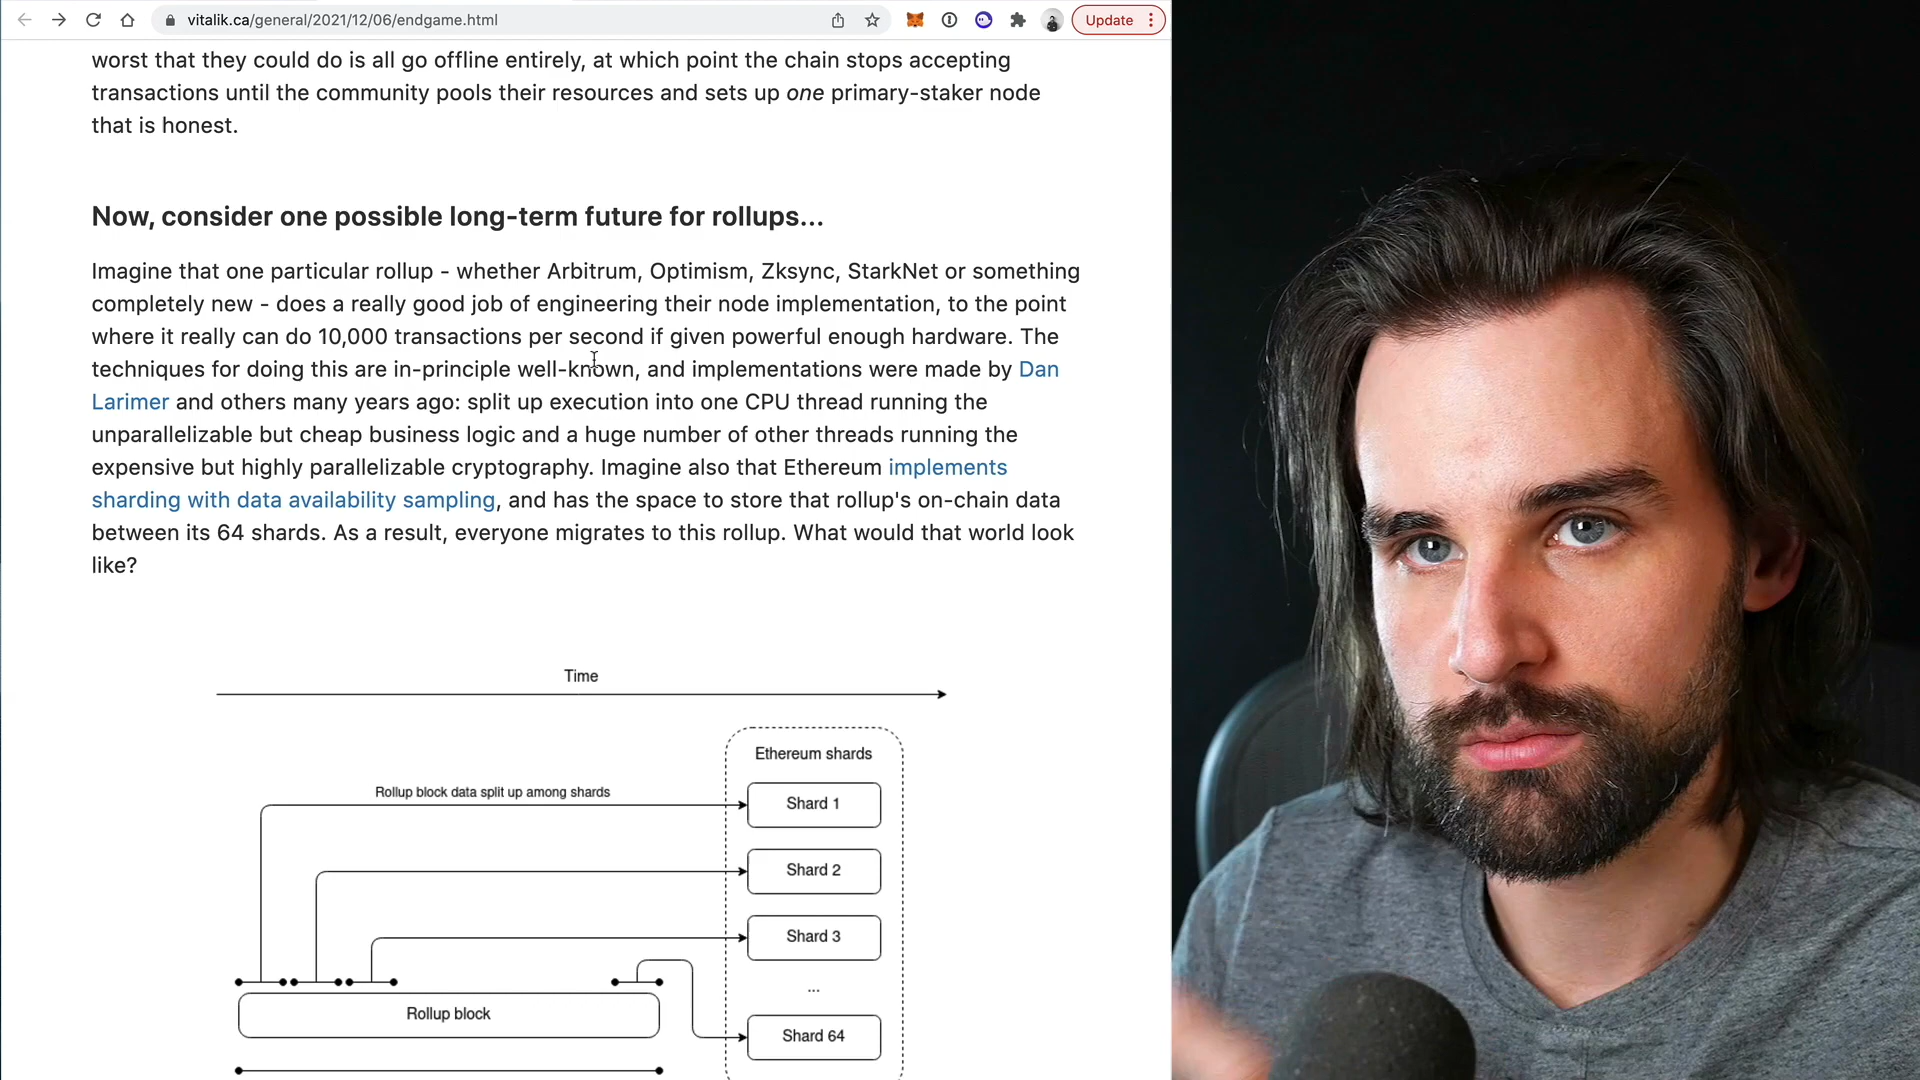 vitalik.ca/general/2021/12/06/endgame.html
Update
worst that they could do is all go offline entirely, at which point the chain stops accepting
transactions until the community pools their resources and sets up one primary-staker node
that is honest.
Now, consider one possible long-term future for rollups...
Imagine that one particular rollup - whether Arbitrum, Optimism, Zksync, StarkNet or something
completely new - does a really good job of engineering their node implementation, to the point
where it really can do 10,000 transactions per second if given powerful enough hardware. The
techniques for doing this are in-principle well-known, and implementations were made by Dan
Larimer and others many years ago: split up execution into one CPU thread running the
unparallelizable but cheap business logic and a huge number of other threads running the
expensive but highly parallelizable cryptography. Imagine also that Ethereum implements
sharding with data availability sampling, and has the space to store that rollup's on-chain data
between its 64 shards. As a result, everyone migrates to this rollup. What would that world look
like?
Time
Ethereum shards
Rollup block data split up among shards
Shard 1
Shard 2
Shard 3
...
Rollup block
Shard 64